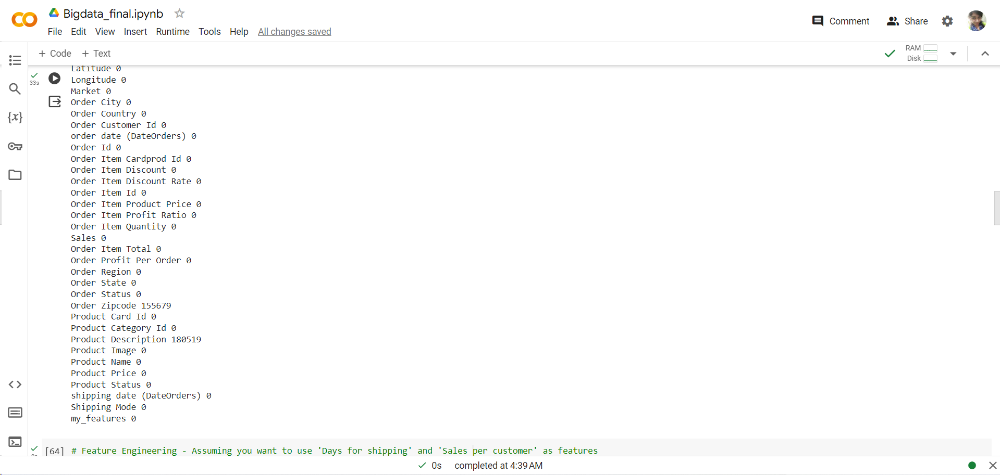 Bigdata_final.ipynb
File Edit View Insert Runtime Tools Help All changes saved
Comment Share
+ Code + Text
RAM
Disk
33s
Latitude 0
Longitude 0
Market 0
Order City 0
Order Country 0
Order Customer Id 0
order date (DateOrders) 0
Order Id 0
Order Item Cardprod Id 0
Order Item Discount 0
Order Item Discount Rate 0
Order Item Id 0
Order Item Product Price 0
Order Item Profit Ratio 0
Order Item Quantity 0
Sales 0
Order Item Total 0
Order Profit Per Order 0
Order Region 0
Order State 0
Order Status 0
Order Zipcode 155679
Product Card Id 0
Product Category Id 0
Product Description 180519
Product Image 0
Product Name 0
Product Price 0
Product Status 0
shipping date (DateOrders) 0
Shipping Mode 0
my_features 0
[64] # Feature Engineering - Assuming you want to use 'Days for shipping' and 'Sales per customer' as features
0s completed at 4:39 AM